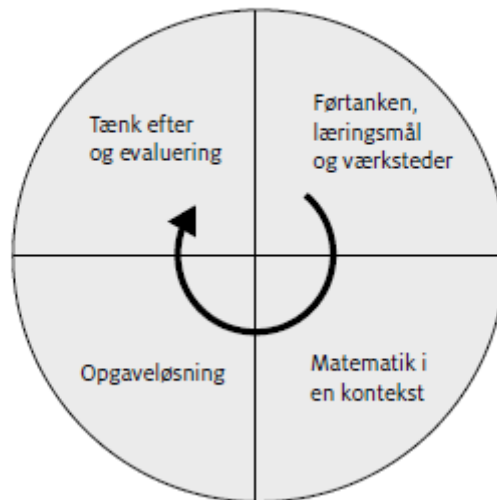 Tænk efter
og evaluering
Førtanken,
læringsmål
og værksteder
Opgaveløsning
Matematik i
en kontekst